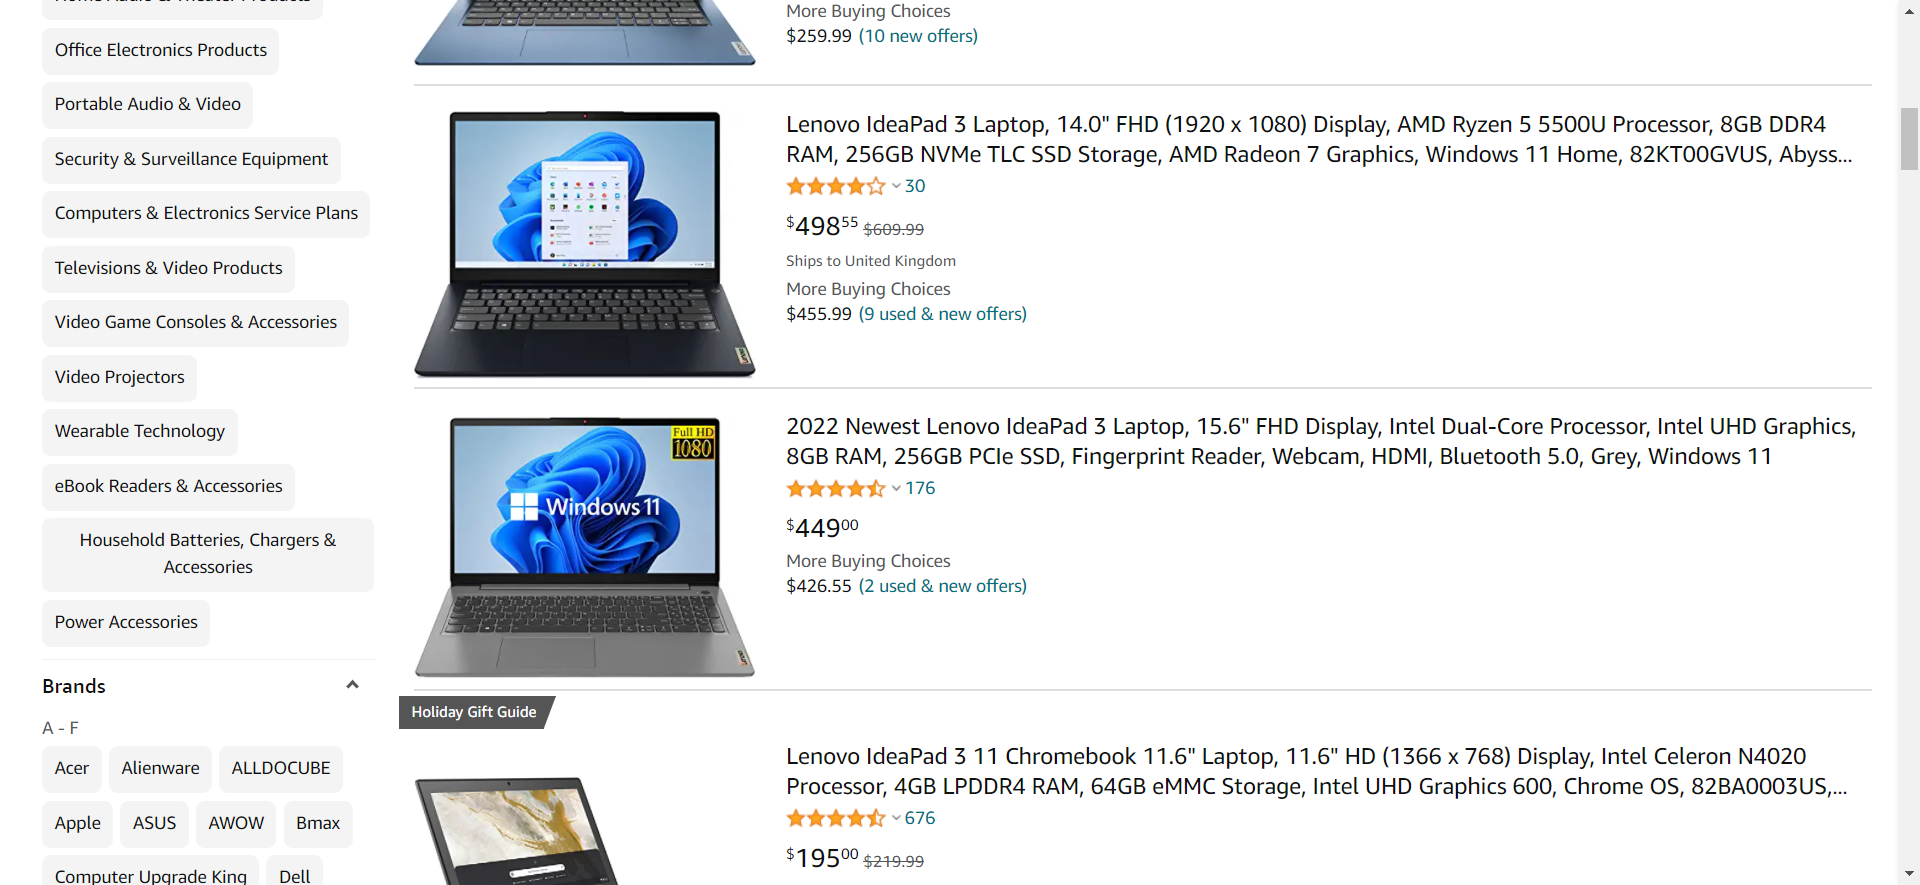 Office Electronics Products
Portable Audio & Video
Security & Surveillance Equipment
Computers & Electronics Service Plans
Televisions & Video Products
Video Game Consoles & Accessories
Video Projectors
Wearable Technology
eBook Readers & Accessories
Household Batteries, Chargers &
Accessories
Power Accessories
Brands
A - F
Acer
Alienware
ALLDOCUBE
Apple
ASUS
AWOW
Bmax
Computer Upgrade King
Dell
More Buying Choices
$259.99 (10 new offers)
Lenovo IdeaPad 3 Laptop, 14.0" FHD (1920 x 1080) Display, AMD Ryzen 5 5500U Processor, 8GB DDR4
RAM, 256GB NVMe TLC SSD Storage, AMD Radeon 7 Graphics, Windows 11 Home, 82KT00GVUS, Abyss...
30
$498.55 $609.99
Ships to United Kingdom
More Buying Choices
$455.99 (9 used & new offers)
Full HD
1080
Windows 11
2022 Newest Lenovo IdeaPad 3 Laptop, 15.6" FHD Display, Intel Dual-Core Processor, Intel UHD Graphics,
8GB RAM, 256GB PCIe SSD, Fingerprint Reader, Webcam, HDMI, Bluetooth 5.0, Grey, Windows 11
176
$449.00
More Buying Choices
$426.55 (2 used & new offers)
Holiday Gift Guide
Lenovo IdeaPad 3 11 Chromebook 11.6" Laptop, 11.6" HD (1366 x 768) Display, Intel Celeron N4020
Processor, 4GB LPDDR4 RAM, 64GB eMMC Storage, Intel UHD Graphics 600, Chrome OS, 82BA0003US,...
676
$195.00 $219.99